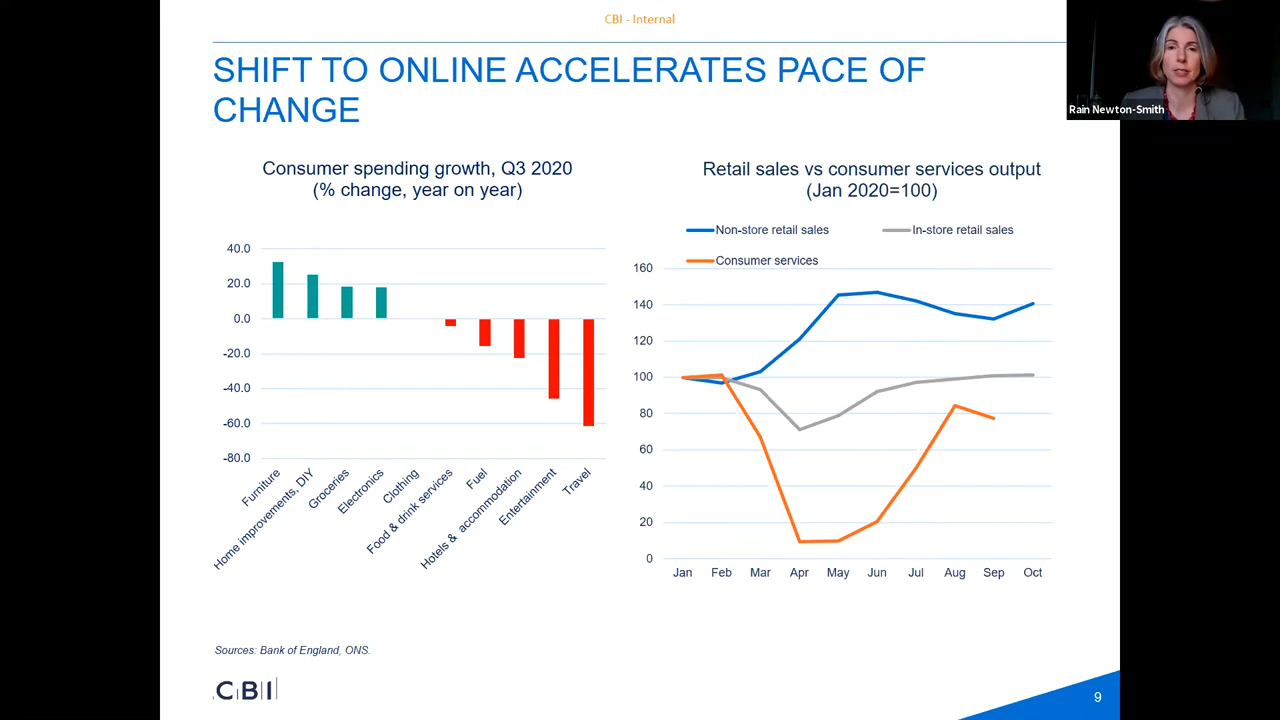 CBI - Internal
SHIFT TO ONLINE ACCELERATES PACE OF
CHANGE
Rain Newton-Smith
Consumer spending growth, Q3 2020
(% change, year on year)
40.0
20.0
0.0
-20.0
-40.0
-60.0
-80.0
Furniture
Home improvements, DIY
Groceries
Electronics
Clothing
Food & drink services
Fuel
Hotels & accommodation
Entertainment
Travel
Retail sales vs consumer services output
(Jan 2020=100)
Non-store retail sales
In-store retail sales
Consumer services
160
140
120
100
80
60
40
20
0
Jan Feb Mar Apr May Jun Jul Aug Sep Oct
Sources: Bank of England, ONS.
CBI
9